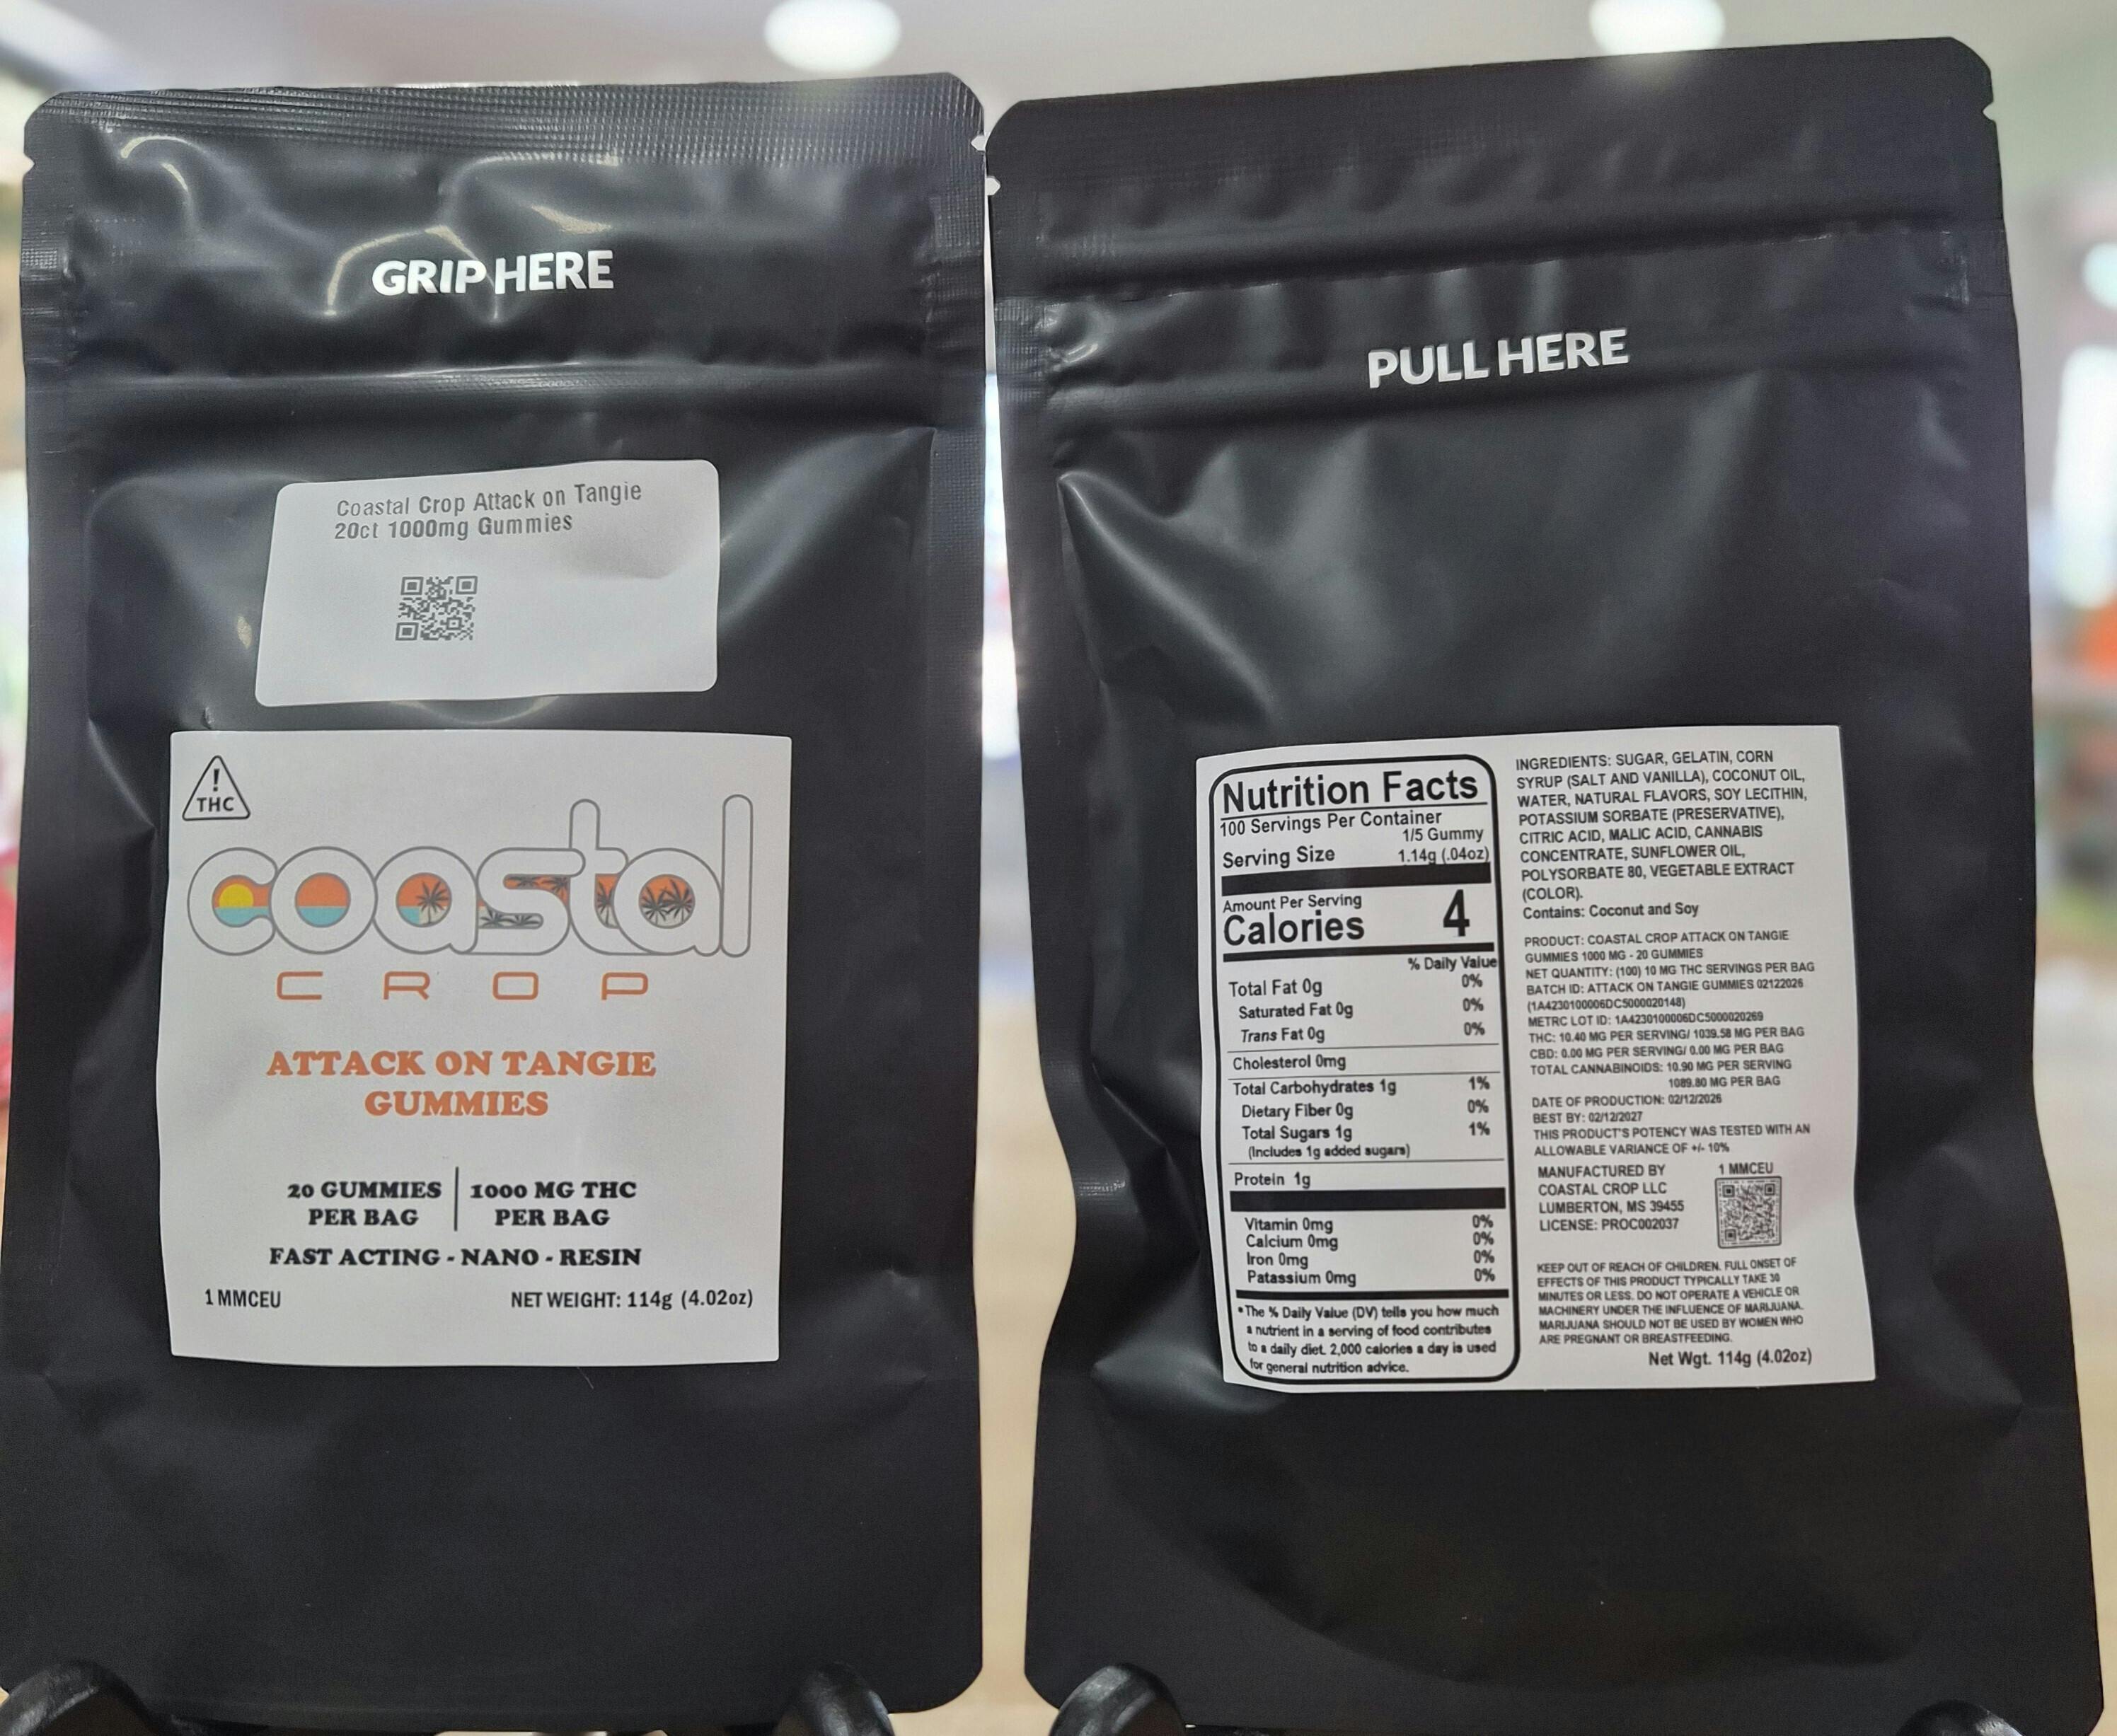 GRIP HERE
Coastal Crop Attack on Tangie
20ct 1000mg Gummies
!
THC
coastal
CROP
ATTACK ON TANGIE
GUMMIES
20 GUMMIES
PER BAG
1000 MG THC
PER BAG
FAST ACTING - NANO - RESIN
1 MMCEU
NET WEIGHT: 114g (4.02oz)
PULL HERE
Nutrition Facts
100 Servings Per Container
1/5 Gummy
Serving Size 1.14g (.04oz)
Amount Per Serving
Calories 4
% Daily Value
Total Fat 0g 0%
Saturated Fat 0g 0%
Trans Fat 0g 0%
Cholesterol 0mg
Total Carbohydrates 1g 1%
Dietary Fiber 0g 0%
Total Sugars 1g 1%
(Includes 1g added sugars)
Protein 1g
Vitamin 0mg 0%
Calcium 0mg 0%
Iron 0mg 0%
Patassium 0mg 0%
*The % Daily Value (DV) tells you how much
a nutrient in a serving of food contributes
to a daily diet. 2,000 calories a day is used
for general nutrition advice.
INGREDIENTS: SUGAR, GELATIN, CORN
SYRUP (SALT AND VANILLA), COCONUT OIL,
WATER, NATURAL FLAVORS, SOY LECITHIN,
POTASSIUM SORBATE (PRESERVATIVE),
CITRIC ACID, MALIC ACID, CANNABIS
CONCENTRATE, SUNFLOWER OIL,
POLYSORBATE 80, VEGETABLE EXTRACT
(COLOR).
Contains: Coconut and Soy
PRODUCT: COASTAL CROP ATTACK ON TANGIE
GUMMIES 1000 MG - 20 GUMMIES
NET QUANTITY: (100) 10 MG THC SERVINGS PER BAG
BATCH ID: ATTACK ON TANGIE GUMMIES 02122026
(1A4230100006DC5000020148)
METRC LOT ID: 1A4230100006DC5000020269
THC: 10.40 MG PER SERVING/ 1039.58 MG PER BAG
CBD: 0.00 MG PER SERVING/ 0.00 MG PER BAG
TOTAL CANNABINOIDS: 10.90 MG PER SERVING
1089.80 MG PER BAG
DATE OF PRODUCTION: 02/12/2026
BEST BY: 02/12/2027
THIS PRODUCT'S POTENCY WAS TESTED WITH AN
ALLOWABLE VARIANCE OF +/- 10%
MANUFACTURED BY
COASTAL CROP LLC
LUMBERTON, MS 39455
LICENSE: PROC002037
1 MMCEU
KEEP OUT OF REACH OF CHILDREN. FULL ONSET OF
EFFECTS OF THIS PRODUCT TYPICALLY TAKE 30
MINUTES OR LESS. DO NOT OPERATE A VEHICLE OR
MACHINERY UNDER THE INFLUENCE OF MARIJUANA.
MARIJUANA SHOULD NOT BE USED BY WOMEN WHO
ARE PREGNANT OR BREASTFEEDING.
Net Wgt. 114g (4.02oz)